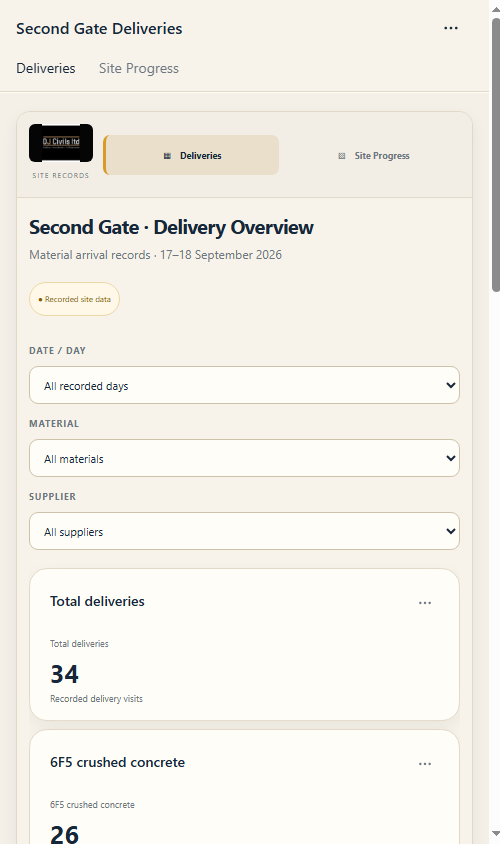 Second Gate Deliveries
Deliveries Site Progress
DJ Civils ltd
SITE RECORDS
Deliveries
Site Progress
Second Gate · Delivery Overview
Material arrival records · 17–18 September 2026
Recorded site data
DATE / DAY
All recorded days
MATERIAL
All materials
SUPPLIER
All suppliers
Total deliveries
Total deliveries
34
Recorded delivery visits
6F5 crushed concrete
6F5 crushed concrete
26